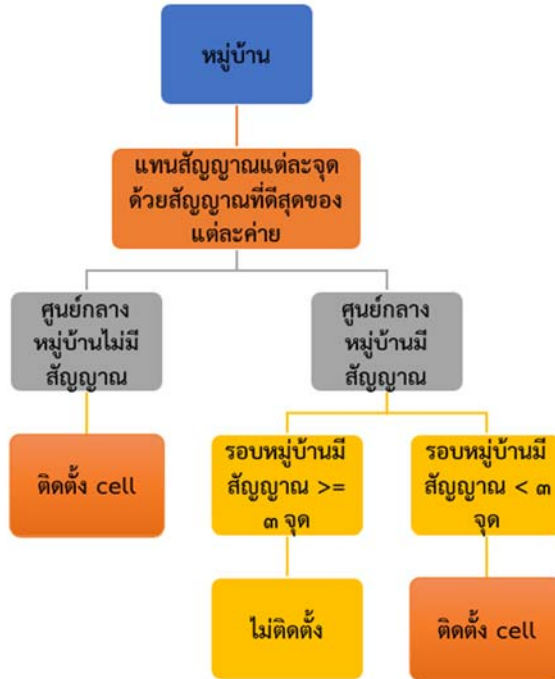 หมู่บ้าน
แทนสัญญาณแต่ละจุด
ด้วยสัญญาณที่ดีสุดของ
แต่ละค่าย
ศูนย์กลาง
หมู่บ้านไม่มี
สัญญาณ
ศูนย์กลาง
หมู่บ้านมี
สัญญาณ
ติดตั้ง cell
รอบหมู่บ้านมี
สัญญาณ >=
๓ จุด
รอบหมู่บ้านมี
สัญญาณ < ๓
จุด
ไม่ติดตั้ง
ติดตั้ง cell